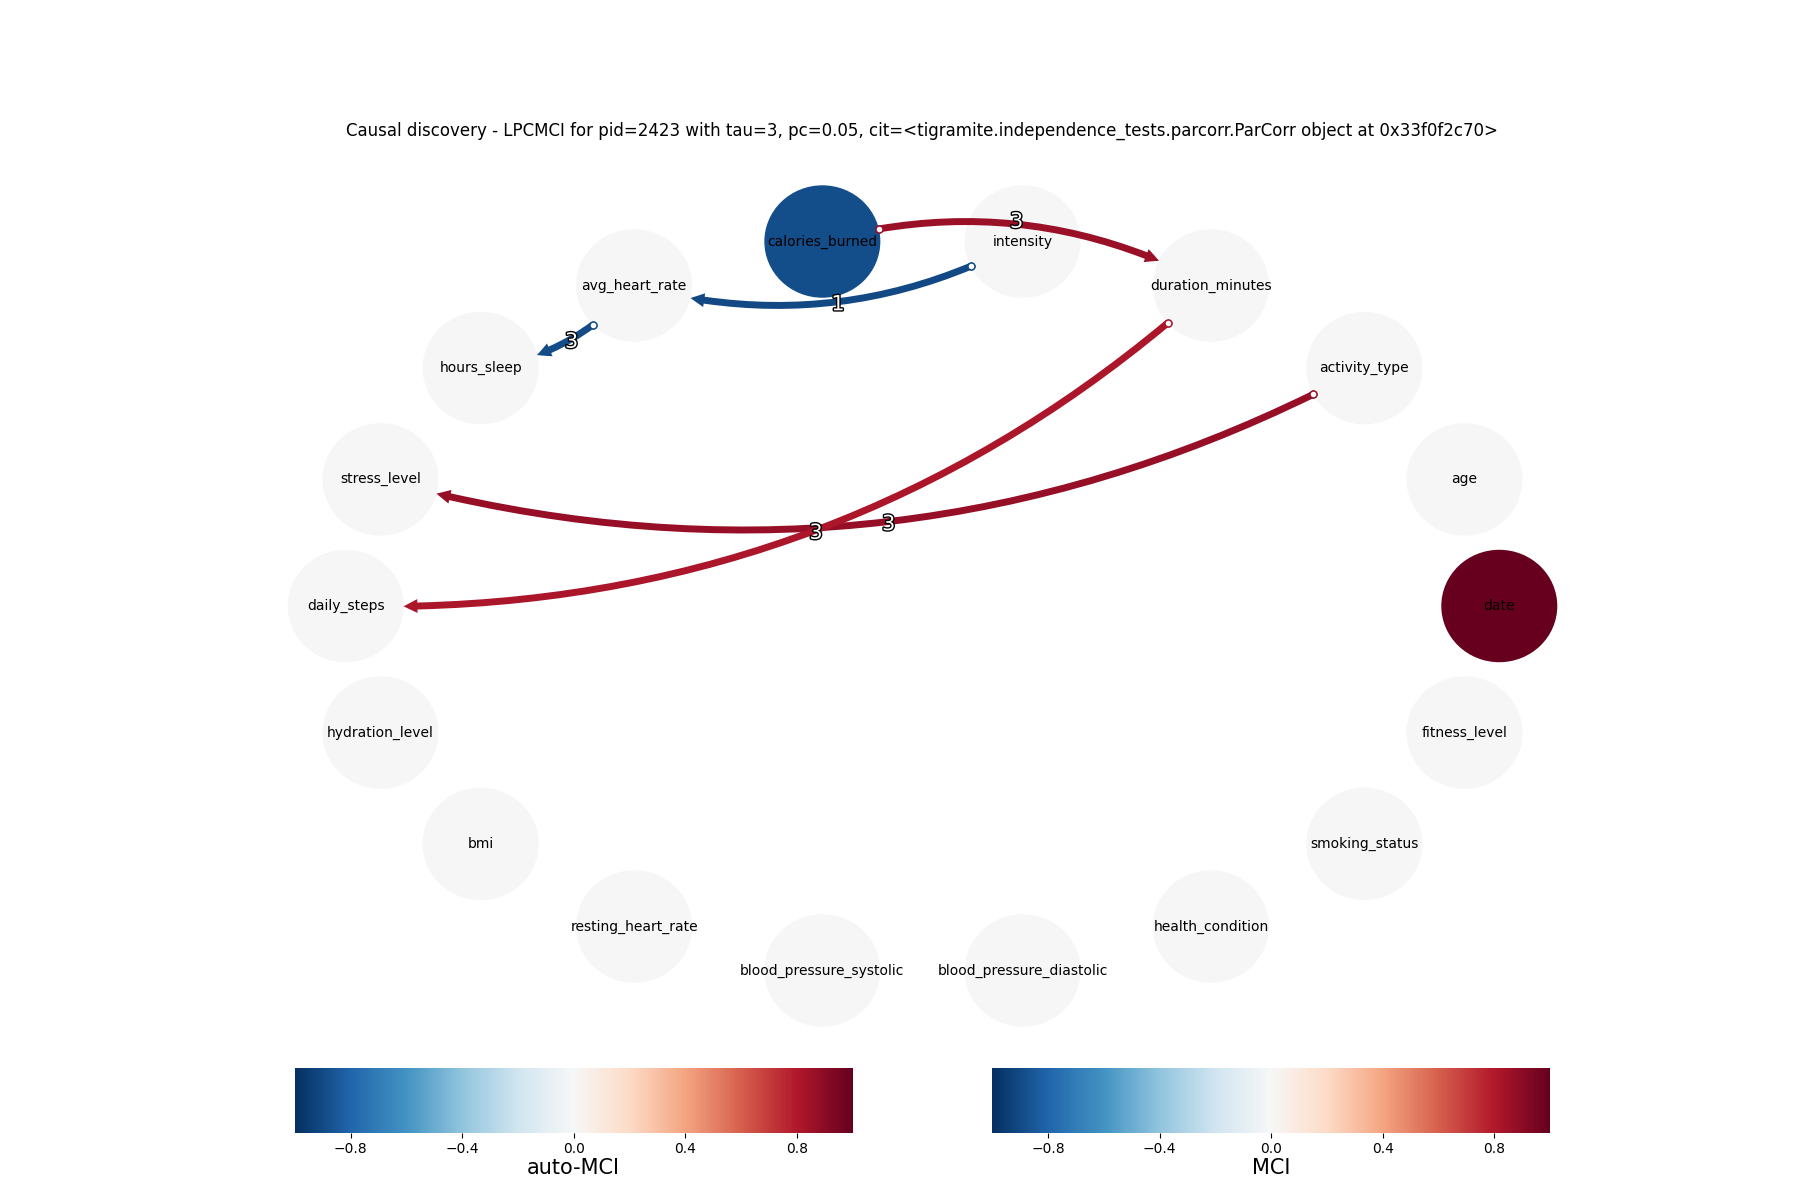 Causal discovery - LPCMCI for pid=2423 with tau=3, pc=0.05, cit=<tigramite.independence_tests.parcorr.ParCorr object at 0x33f0f2c70>
3
calories_burned
intensity
avg_heart_rate
duration_minutes
1
3
hours_sleep
activity_type
stress_level
age
3
3
daily_steps
date
hydration_level
fitness_level
bmi
smoking_status
resting_heart_rate
health_condition
blood_pressure_systolic
blood_pressure_diastolic
−0.8 −0.4 0.0 0.4 0.8
auto-MCI
−0.8 −0.4 0.0 0.4 0.8
MCI